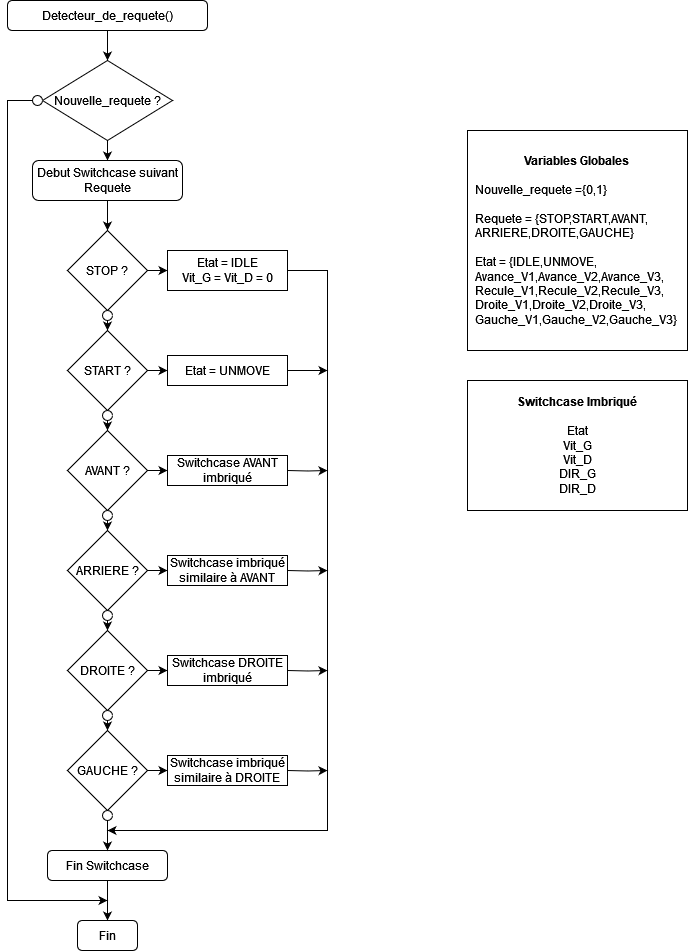 Detecteur_de_requete()
Nouvelle_requete ?
Debut Switchcase suivant
Requete
STOP ?
Etat = IDLE
Vit_G = Vit_D = 0
START ?
Etat = UNMOVE
AVANT ?
Switchcase AVANT
imbriqué
ARRIERE ?
Switchcase imbriqué
similaire à AVANT
DROITE ?
Switchcase DROITE
imbriqué
GAUCHE ?
Switchcase imbriqué
similaire à DROITE
Fin Switchcase
Fin
Variables Globales
Nouvelle_requete ={0,1}
Requete = {STOP,START,AVANT,
ARRIERE,DROITE,GAUCHE}
Etat = {IDLE,UNMOVE,
Avance_V1,Avance_V2,Avance_V3,
Recule_V1,Recule_V2,Recule_V3,
Droite_V1,Droite_V2,Droite_V3,
Gauche_V1,Gauche_V2,Gauche_V3}
Switchcase Imbriqué
Etat
Vit_G
Vit_D
DIR_G
DIR_D